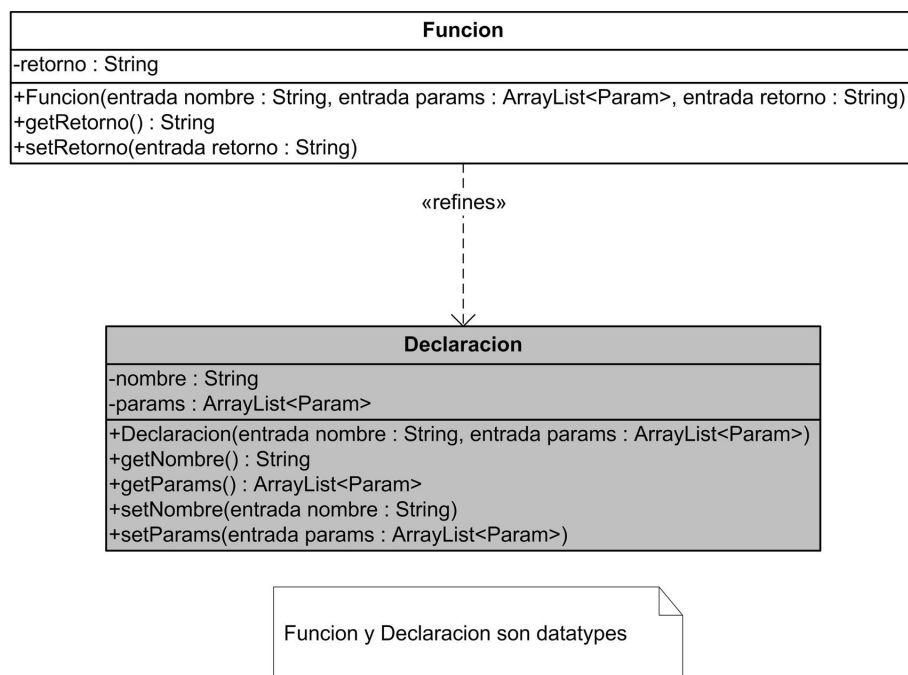 Funcion
-retorno : String
+Funcion(entrada nombre : String, entrada params : ArrayList<Param>, entrada retorno : String)
+getRetorno() : String
+setRetorno(entrada retorno : String)
«refines»
Declaracion
-nombre : String
-params : ArrayList<Param>
+Declaracion(entrada nombre : String, entrada params : ArrayList<Param>)
+getNombre() : String
+getParams() : ArrayList<Param>
+setNombre(entrada nombre : String)
+setParams(entrada params : ArrayList<Param>)
Funcion y Declaracion son datatypes